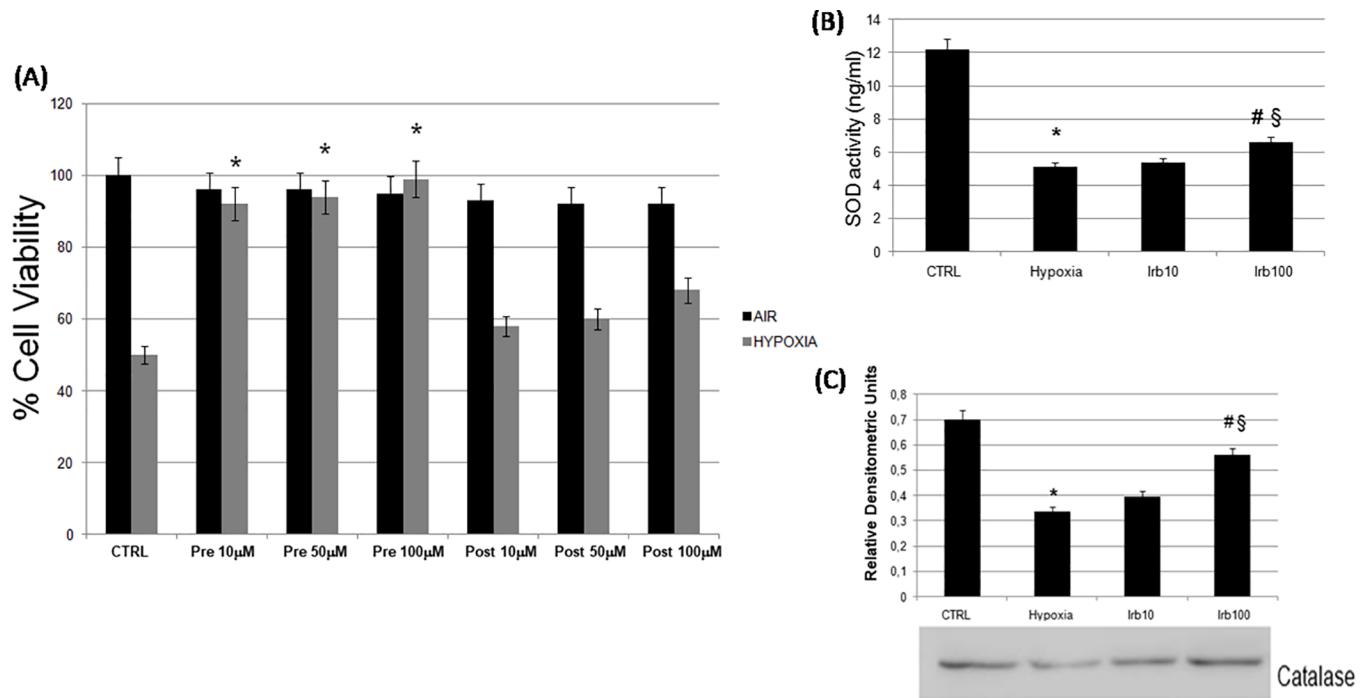 (A)
120
100
80
60
40
20
0
% Cell Viability
* * *
CTRL Pre 10µM Pre 50µM Pre 100µM Post 10µM Post 50µM Post 100µM
AIR
HYPOXIA
(B)
14
12
10
8
6
4
2
0
SOD activity (ng/ml)
*
# §
CTRL Hypoxia Irb10 Irb100
(C)
0,8
0,7
0,6
0,5
0,4
0,3
0,2
0,1
0
Relative Densitometric Units
*
# §
CTRL Hypoxia Irb10 Irb100
Catalase